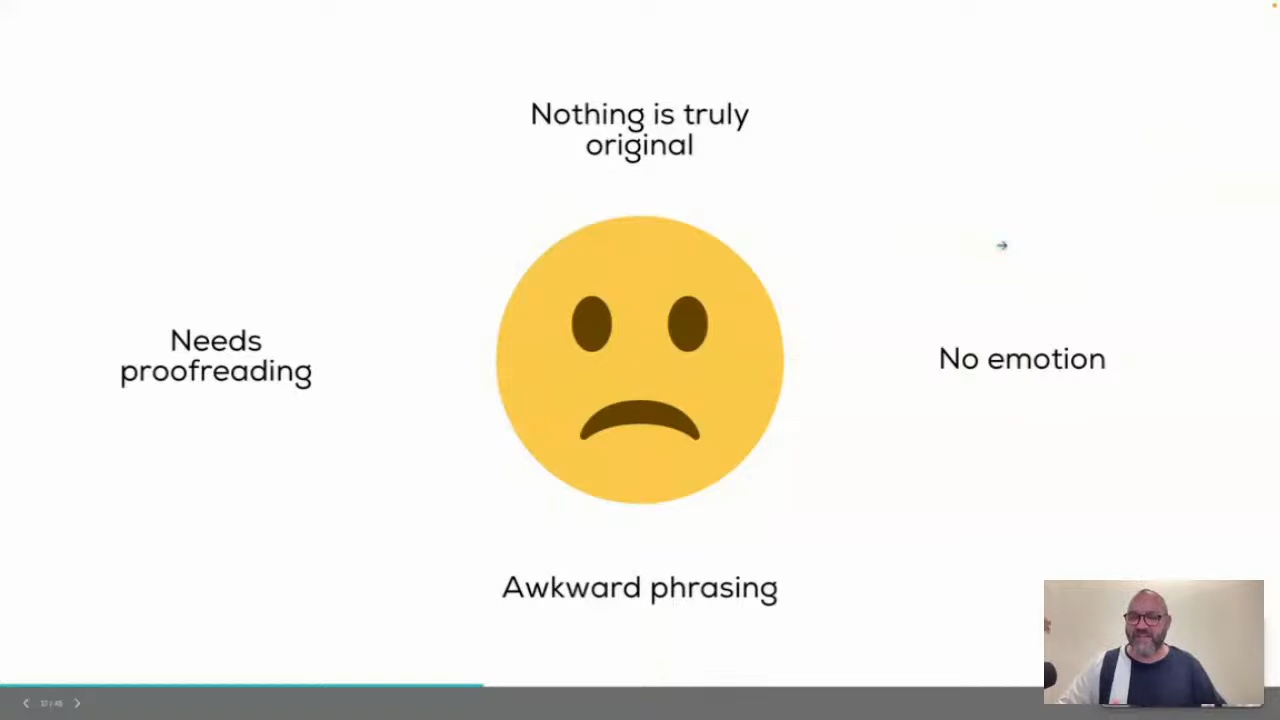 Nothing is truly
original
Needs
proofreading
No emotion
Awkward phrasing